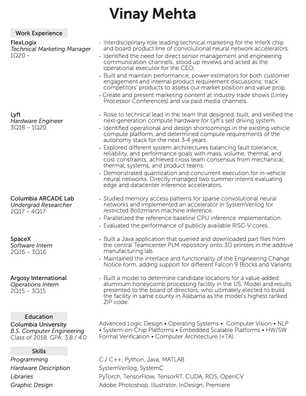 Vinay Mehta
Work Experience
FlexLogix
Technical Marketing Manager
1Q20 -
- Interdisciplinary role leading technical marketing for the InferX chip
and board product line of convolutional neural network accelerators.
- Identified the need for direct senior management and engineering
communication channels, stood up reviews and acted as the
operational executive for the CEO.
- Built and maintain performance, power estimators for both customer
engagement and internal product requirement discussions; track
competitors' products to assess our market position and value prop.
- Create and present marketing content at industry trade shows (Linley
Processor Conferences) and via paid media channels.
Lyft
Hardware Engineer
3Q18 - 1Q20
- Rose to technical lead in the team that designed, built, and verified the
next-generation compute hardware for Lyft's self driving system.
- Identified operational and design shortcomings in the existing vehicle
compute platform, and determined compute requirements of the
autonomy stack for the next 3-4 years.
- Explored different system architectures balancing fault tolerance,
reliability, and performance goals with mass, volume, thermal, and
cost constraints, achieved cross team consensus from mechanical,
thermal, systems, and product teams.
- Demonstrated quantization and concurrent execution for in-vehicle
neural networks. Directly managed two summer interns evaluating
edge and datacenter inference accelerators.
Columbia ARCADE Lab
Undergrad Researcher
2Q17 - 4Q17
- Studied memory access patterns for sparse convolutional neural
networks and implemented an accelerator in SystemVerilog for
restricted Boltzmann machine inference.
- Parallelized the reference baseline CPU inference implementation.
- Evaluated the performance of publicly available RISC-V cores.
SpaceX
Software Intern
2Q16 - 3Q16
- Built a Java application that queried and downloaded part files from
the central Teamcenter PLM repository onto 3D printers in the additive
manufacturing lab.
- Maintained the interface and functionality of the Engineering Change
Notice form, adding support for different Falcon 9 Blocks and Variants
Argosy International
Operations Intern
2Q15 - 3Q15
- Built a model to determine candidate locations for a value-added
aluminum honeycomb processing facility in the US. Model and results
presented to the board of directors, who ultimately elected to build
the facility in same county in Alabama as the model's highest ranked
ZIP code.
Education
Columbia University
B.S. Computer Engineering
Class of 2018, GPA: 3.8 / 4.0
Advanced Logic Design • Operating Systems • Computer Vision • NLP
• System-on-Chip Platforms • Embedded Scalable Platforms • HW/SW
Formal Verification • Computer Architecture (+TA)
Skills
Programming
C / C++, Python, Java, MATLAB
Hardware Description
SystemVerilog, SystemC
Libraries
PyTorch, TensorFlow, TensorRT, CUDA, ROS, OpenCV
Graphic Design
Adobe Photoshop, Illustrator, InDesign, Premiere